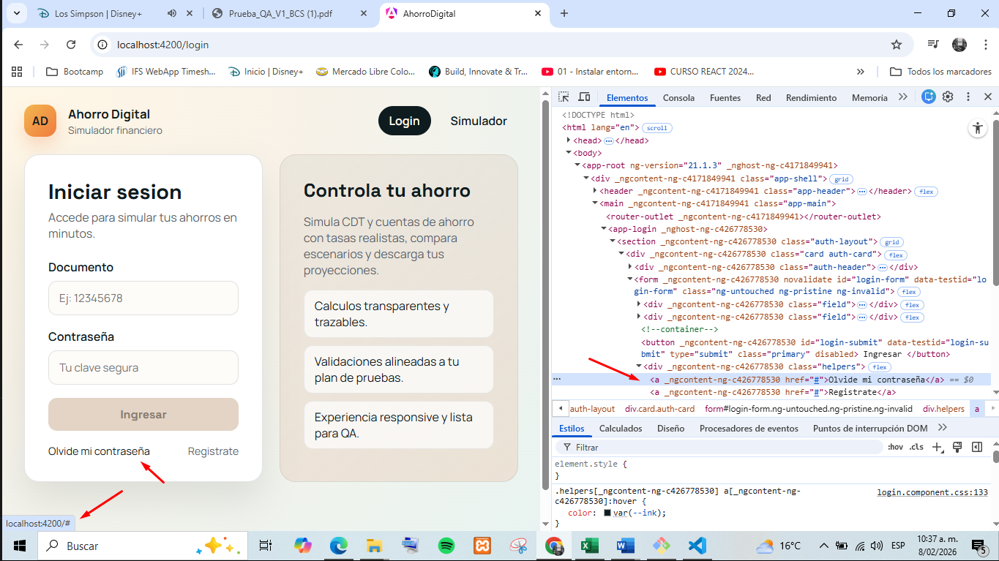 Los Simpson | Disney+
Prueba_QA_V1_BCS (1).pdf
AhorroDigital
localhost:4200/login
Bootcamp
IFS WebApp Timesh...
Inicio | Disney+
Mercado Libre Colo...
Build, Innovate & Tr...
01 - Instalar entorn...
CURSO REACT 2024...
Todos los marcadores
AD
Ahorro Digital
Simulador financiero
Login
Simulador
Iniciar sesion
Accede para simular tus ahorros en
minutos.
Documento
Ej: 12345678
Contraseña
Tu clave segura
Ingresar
Olvide mi contraseña
Registrate
Controla tu ahorro
Simula CDT y cuentas de ahorro
con tasas realistas, compara
escenarios y descarga tus
proyecciones.
Calculos transparentes y
trazables.
Validaciones alineadas a tu
plan de pruebas.
Experiencia responsive y lista
para QA.
localhost:4200/#
Elementos
Consola
Fuentes
Red
Rendimiento
Memoria
<!DOCTYPE html>
<html lang="en"> scroll
<head> ··· </head>
<body>
<app-root ng-version="21.1.3" _nghost-ng-c4171849941>
<div _ngcontent-ng-c4171849941 class="app-shell"> grid
<header _ngcontent-ng-c4171849941 class="app-header"> ··· </header> flex
<main _ngcontent-ng-c4171849941 class="app-main">
<router-outlet _ngcontent-ng-c4171849941></router-outlet>
<app-login _nghost-ng-c426778530>
<section _ngcontent-ng-c426778530 class="auth-layout"> grid
<div _ngcontent-ng-c426778530 class="card auth-card"> flex
<div _ngcontent-ng-c426778530 class="auth-header"> ··· </div>
<form _ngcontent-ng-c426778530 novalidate id="login-form" data-testid="lo
gin-form" class="ng-untouched ng-pristine ng-invalid"> flex
<div _ngcontent-ng-c426778530 class="field"> ··· </div> flex
<div _ngcontent-ng-c426778530 class="field"> ··· </div> flex
<!--container-->
<button _ngcontent-ng-c426778530 id="login-submit" data-testid="login-su
bmit" type="submit" class="primary" disabled> Ingresar </button>
<div _ngcontent-ng-c426778530 class="helpers"> flex
··· <a _ngcontent-ng-c426778530 href="#">Olvide mi contraseña</a> == $0
<a _ngcontent-ng-c426778530 href="#">Registrate</a>
auth-layout
div.card.auth-card
form#login-form.ng-untouched.ng-pristine.ng-invalid
div.helpers
a
Estilos
Calculados
Diseño
Procesadores de eventos
Puntos de interrupción DOM
Filtrar
:hov
.cls
element.style {
}
.helpers[_ngcontent-ng-c426778530] a[_ngcontent-ng-
c426778530]:hover {
login.component.css:133
color: var(--ink);
}
Buscar
16°C
ESP
10:37 a. m.
8/02/2026
5